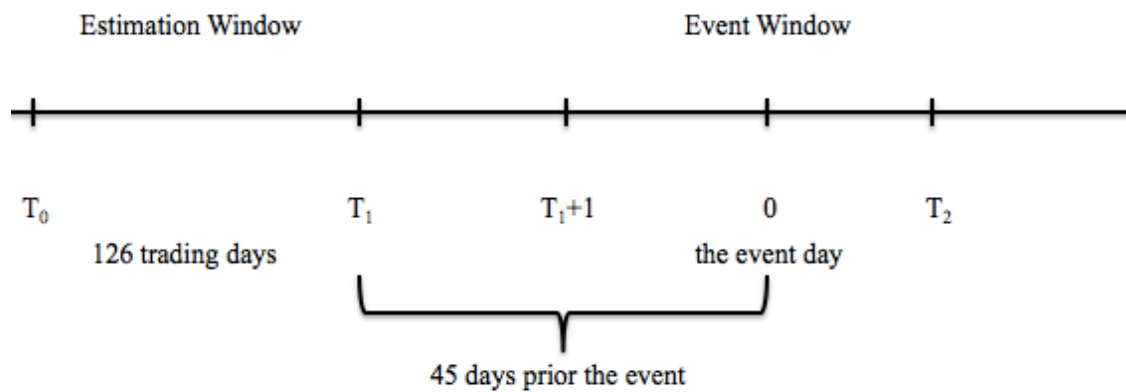 Estimation Window Event Window
T₀ T₁ T₁+1 0 T₂
126 trading days the event day
45 days prior the event